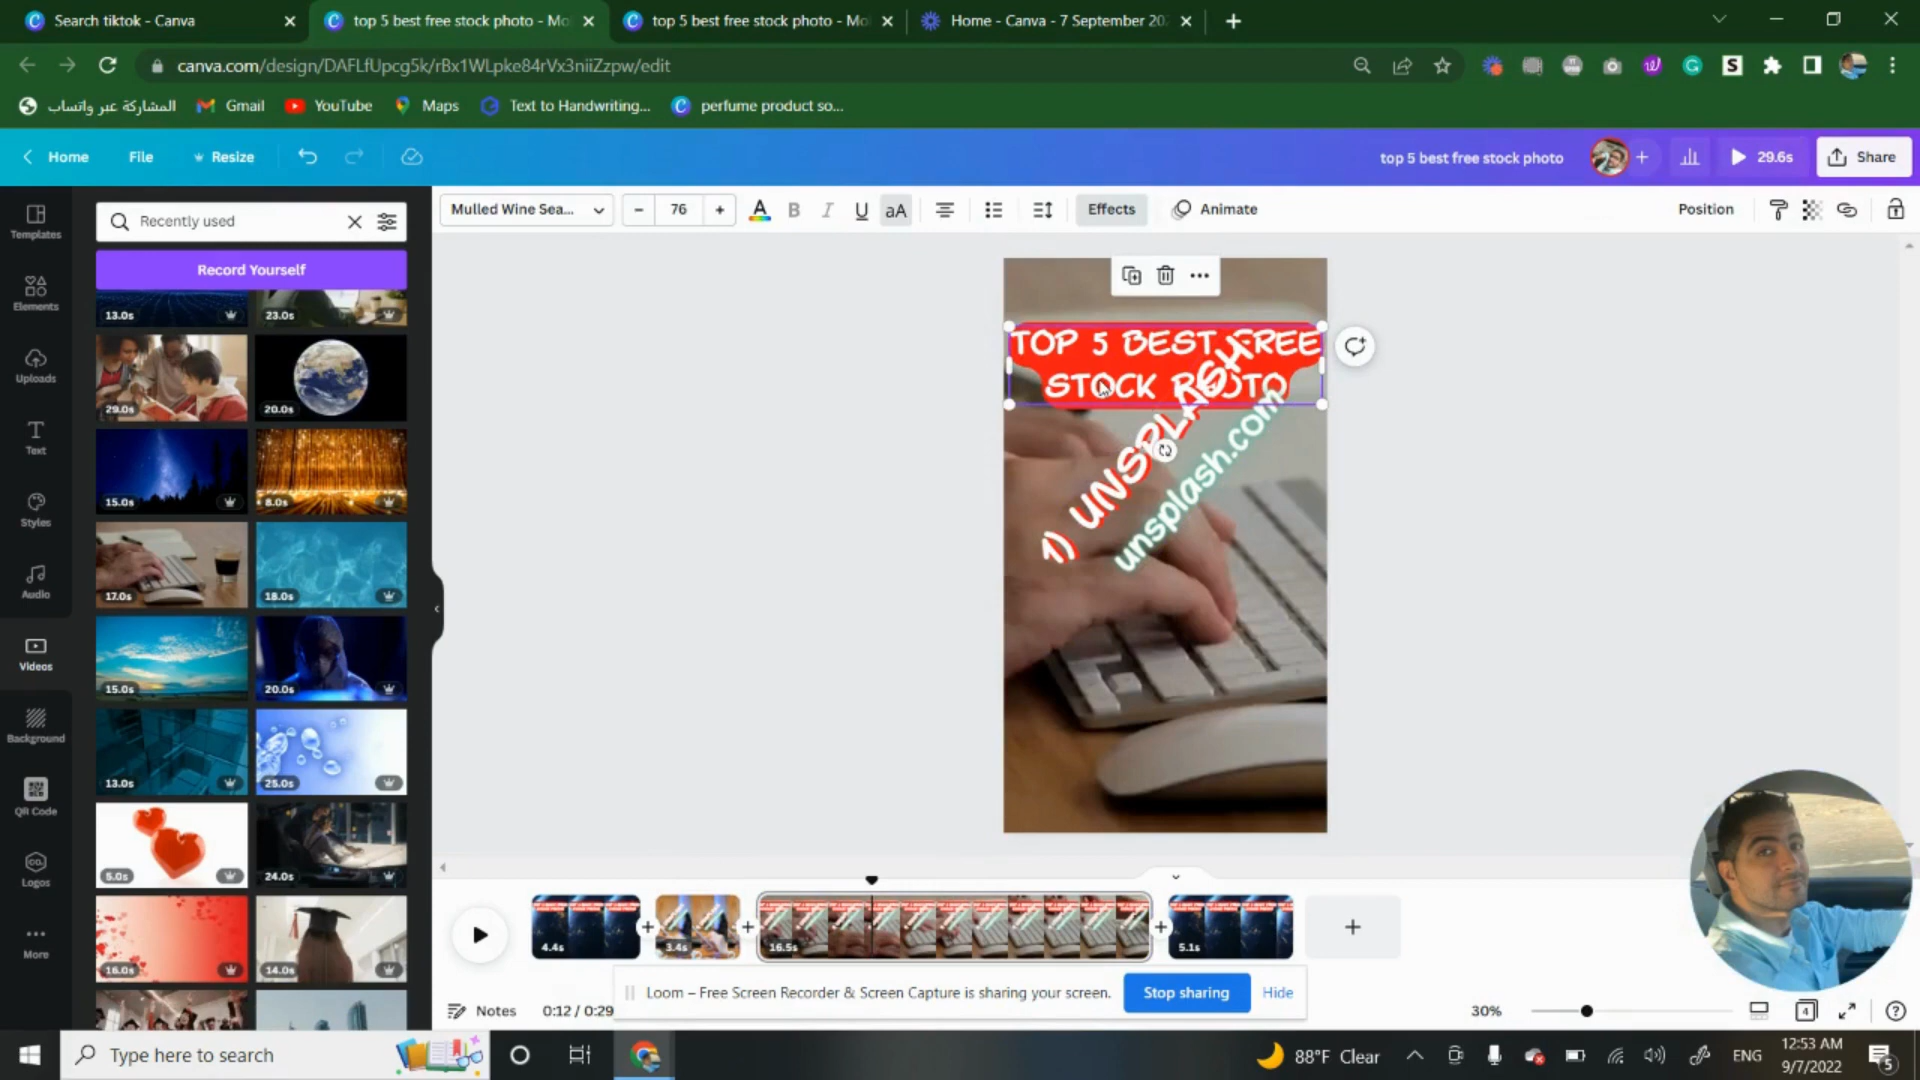 Search tiktok - Canva
top 5 best free stock photo - Mo
top 5 best free stock photo - Mo
Home - Canva - 7 September 20
canva.com/design/DAFLfUpcg5k/rBx1WLpke84rVx3niiZzpw/edit
المشاركة عبر واتساب
Gmail
YouTube
Maps
Text to Handwriting...
perfume product so...
Home
File
Resize
top 5 best free stock photo
29.6s
Share
Templates
Elements
Uploads
Text
Styles
Audio
Videos
Background
QR Code
Logos
More
Recently used
Record Yourself
13.0s
23.0s
29.0s
20.0s
15.0s
8.0s
17.0s
18.0s
15.0s
20.0s
13.0s
25.0s
5.0s
24.0s
16.0s
14.0s
Mulled Wine Sea...
76
aA
Effects
Animate
Position
TOP 5 BEST FREE
STOCK PHOTO
1) UNSPLASH
unsplash.com
4.4s
3.4s
16.5s
5.1s
Loom – Free Screen Recorder & Screen Capture is sharing your screen.
Stop sharing
Hide
Notes
0:12 / 0:29
30%
4
Type here to search
88°F Clear
ENG
12:53 AM
9/7/2022
5